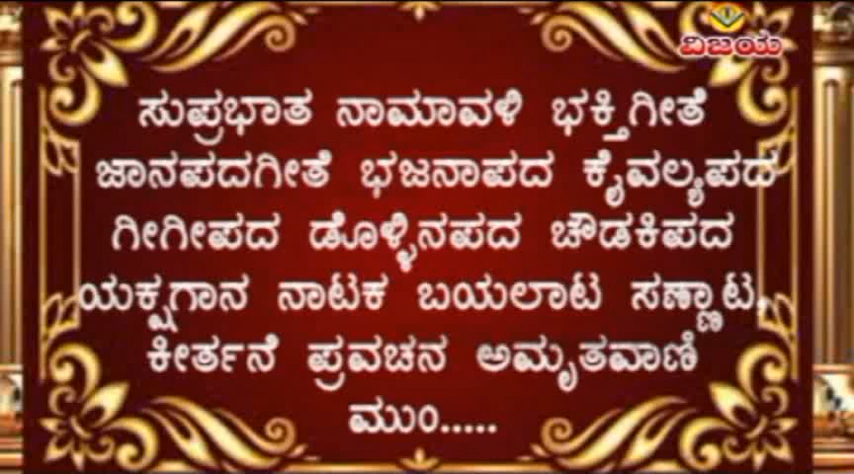 ವಿಜಯ
ಸುಪ್ರಭಾತ ನಾಮಾವಳಿ ಭಕ್ತಿಗೀತೆ
ಜಾನಪದಗೀತೆ ಭಜನಾಪದ ಕೈವಲ್ಯಪದ
ಗೀಗೀಪದ ಡೊಳ್ಳಿನಪದ ಚೌಡಕಿಪದ
ಯಕ್ಷಗಾನ ನಾಟಕ ಬಯಲಾಟ ಸಣ್ಣಾಟ,
ಕೀರ್ತನೆ ಪ್ರವಚನ ಅಮೃತವಾಣಿ
ಮುಂ.....